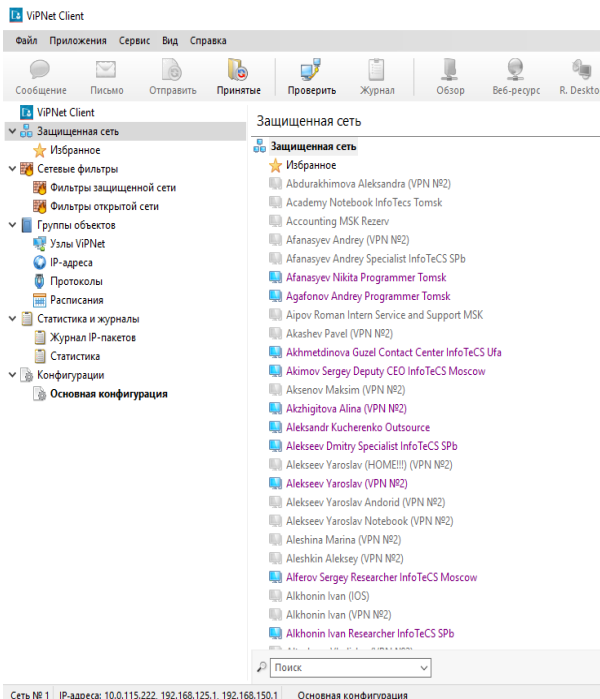 ViPNet Client
Файл Приложения Сервис Вид Справка
Сообщение Письмо Отправить Принятые Проверить Журнал Обзор Веб-ресурс R. Deskto
ViPNet Client
Защищенная сеть
Избранное
Сетевые фильтры
Фильтры защищенной сети
Фильтры открытой сети
Группы объектов
Узлы ViPNet
IP-адреса
Протоколы
Расписания
Статистика и журналы
Журнал IP-пакетов
Статистика
Конфигурации
Основная конфигурация
Защищенная сеть
Защищенная сеть
Избранное
Abdurakhimova Aleksandra (VPN №2)
Academy Notebook InfoTecs Tomsk
Accounting MSK Rezerv
Afanasyev Andrey (VPN №2)
Afanasyev Andrey Specialist InfoTeCS SPb
Afanasyev Nikita Programmer Tomsk
Agafonov Andrey Programmer Tomsk
Aipov Roman Intern Service and Support MSK
Akashev Pavel (VPN №2)
Akhmetdinova Guzel Contact Center InfoTeCS Ufa
Akimov Sergey Deputy CEO InfoTeCS Moscow
Aksenov Maksim (VPN №2)
Akzhigitova Alina (VPN №2)
Aleksandr Kucherenko Outsource
Alekseev Dmitry Specialist InfoTeCS SPb
Alekseev Yaroslav (HOME!!!) (VPN №2)
Alekseev Yaroslav (VPN №2)
Alekseev Yaroslav Andorid (VPN №2)
Alekseev Yaroslav Notebook (VPN №2)
Aleshina Marina (VPN №2)
Aleshkin Aleksey (VPN №2)
Alferov Sergey Researcher InfoTeCS Moscow
Alkhonin Ivan (IOS)
Alkhonin Ivan (VPN №2)
Alkhonin Ivan Researcher InfoTeCS SPb
Поиск
Сеть № 1 IP-адреса: 10.0.115.222, 192.168.125.1, 192.168.150.1 Основная конфигурация